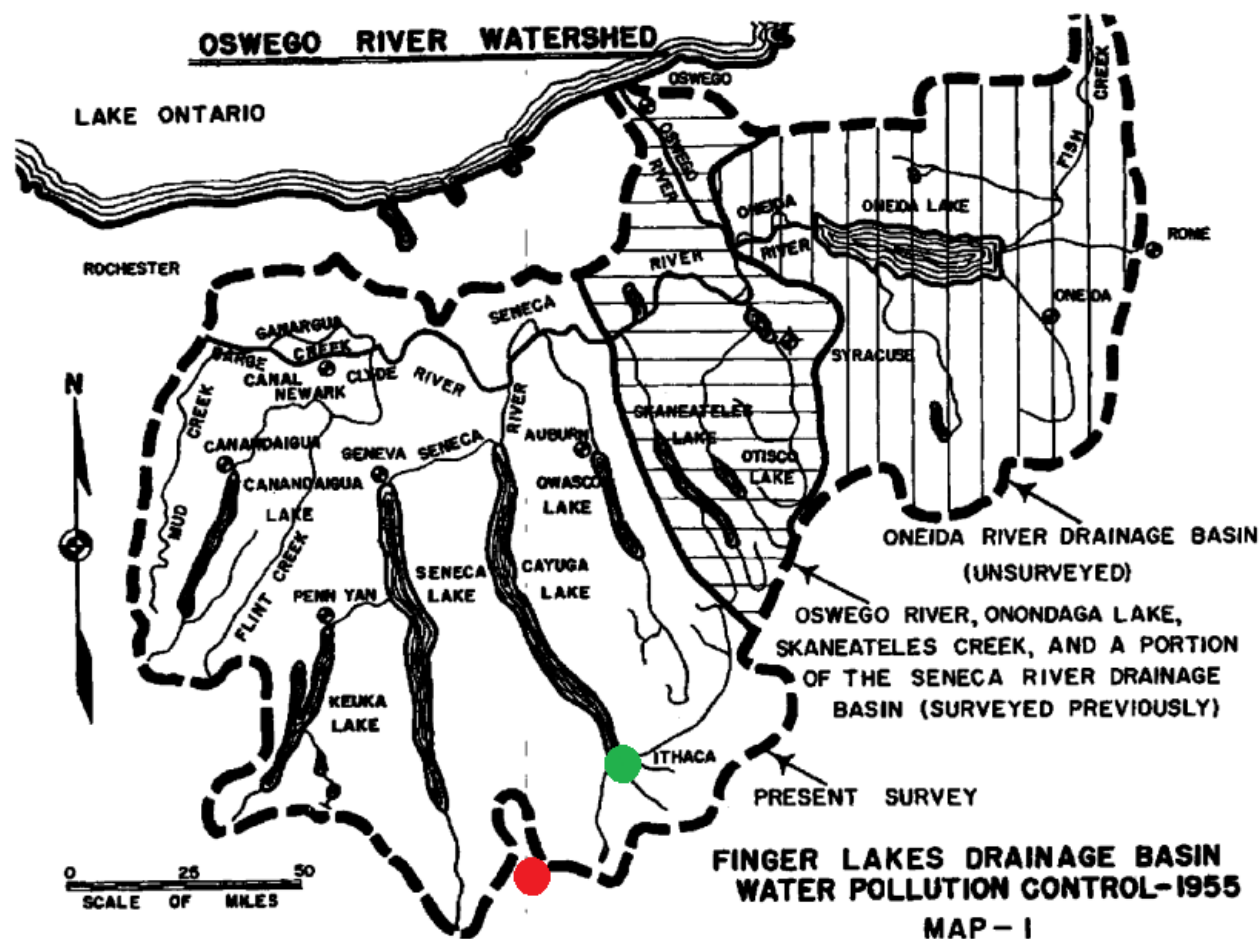 OSWEGO RIVER WATERSHED
LAKE ONTARIO
OSWEGO
OSWEGO
RIVER
FISH
CREEK
ONEIDA
RIVER
ONEIDA LAKE
ROME
ROCHESTER
RIVER
SENECA
ONEIDA
GANARGUA
CREEK
BARGE
CANAL
NEWARK
CLYDE
RIVER
SYRACUSE
N
MUD
CREEK
CANANDAIGUA
CANANDAIGUA
LAKE
GENEVA
SENECA
RIVER
AUBURN
OWASCO
LAKE
SKANEATELES
LAKE
OTISCO
LAKE
FLINT
CREEK
PENN YAN
SENECA
LAKE
CAYUGA
LAKE
ONEIDA RIVER DRAINAGE BASIN
(UNSURVEYED)
OSWEGO RIVER, ONONDAGA LAKE,
SKANEATELES CREEK, AND A PORTION
OF THE SENECA RIVER DRAINAGE
BASIN (SURVEYED PREVIOUSLY)
KEUKA
LAKE
ITHACA
PRESENT SURVEY
0 25 50
SCALE OF MILES
FINGER LAKES DRAINAGE BASIN
WATER POLLUTION CONTROL-1955
MAP-I